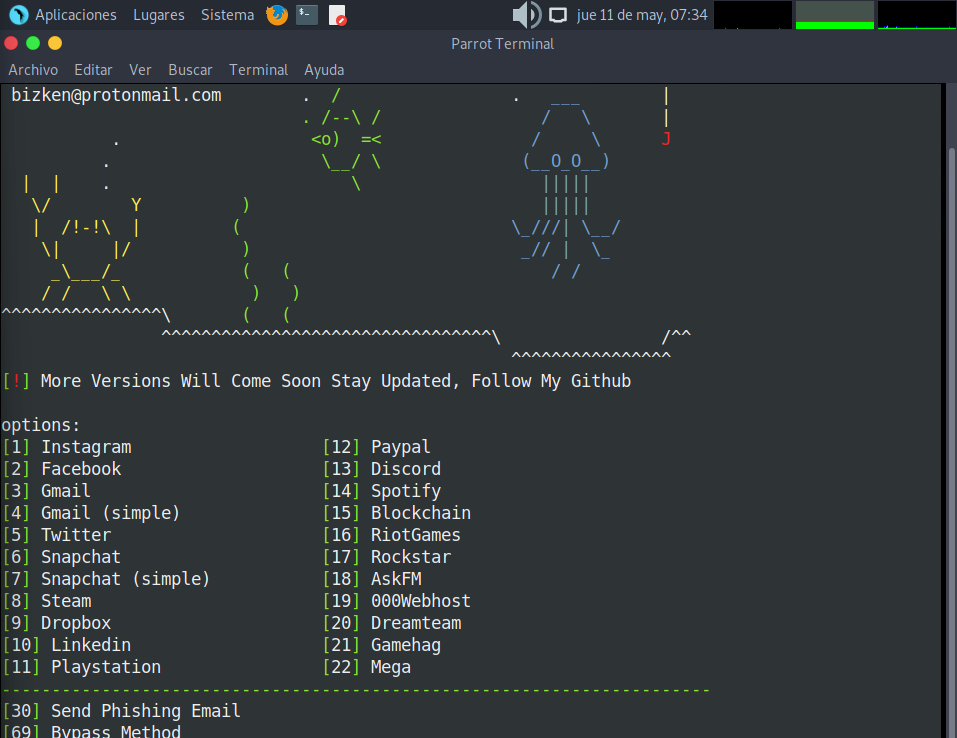 Aplicaciones Lugares Sistema jue 11 de may, 07:34
Parrot Terminal
Archivo Editar Ver Buscar Terminal Ayuda
bizken@protonmail.com
[!] More Versions Will Come Soon Stay Updated, Follow My Github
options:
[1] Instagram [12] Paypal
[2] Facebook [13] Discord
[3] Gmail [14] Spotify
[4] Gmail (simple) [15] Blockchain
[5] Twitter [16] RiotGames
[6] Snapchat [17] Rockstar
[7] Snapchat (simple) [18] AskFM
[8] Steam [19] 000Webhost
[9] Dropbox [20] Dreamteam
[10] Linkedin [21] Gamehag
[11] Playstation [22] Mega
[30] Send Phishing Email
[69] Bypass Method